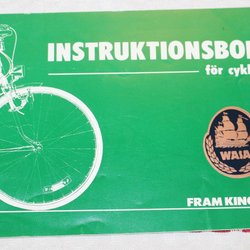 INSTRUKTIONSBO
för cyk
WAIA
FRAM KING